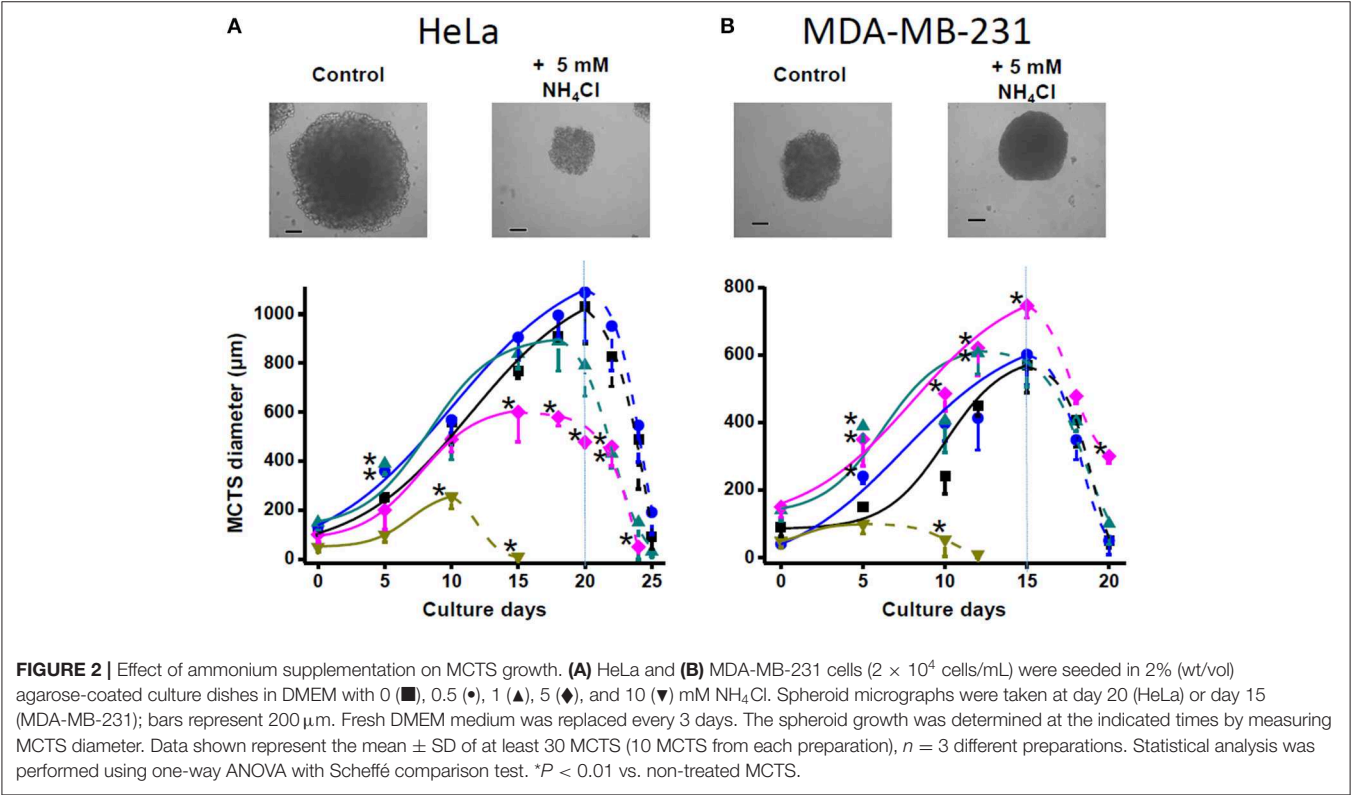 A HeLa
Control
+ 5 mM
NH₄Cl
B MDA-MB-231
Control
+ 5 mM
NH₄Cl
MCTS diameter (μm)
1000
800
600
400
200
0
* * * * * * * * * * *
0 5 10 15 20 25
Culture days
800
600
400
200
0
* * * * * * * * *
0 5 10 15 20
Culture days
FIGURE 2 | Effect of ammonium supplementation on MCTS growth. (A) HeLa and (B) MDA-MB-231 cells (2 × 10⁴ cells/mL) were seeded in 2% (wt/vol)
agarose-coated culture dishes in DMEM with 0 (■), 0.5 (•), 1 (▲), 5 (♦), and 10 (▼) mM NH₄Cl. Spheroid micrographs were taken at day 20 (HeLa) or day 15
(MDA-MB-231); bars represent 200 μm. Fresh DMEM medium was replaced every 3 days. The spheroid growth was determined at the indicated times by measuring
MCTS diameter. Data shown represent the mean ± SD of at least 30 MCTS (10 MCTS from each preparation), n = 3 different preparations. Statistical analysis was
performed using one-way ANOVA with Scheffé comparison test. *P < 0.01 vs. non-treated MCTS.